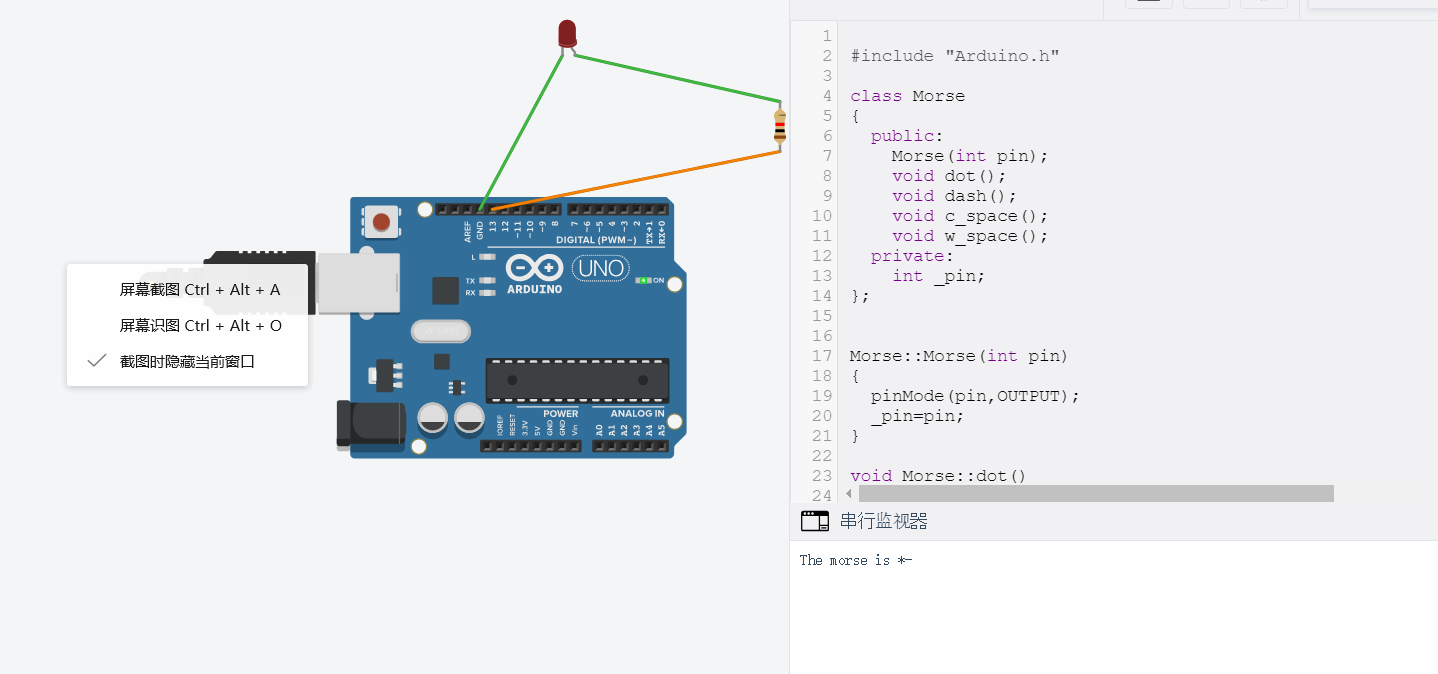 屏幕截图 Ctrl + Alt + A
屏幕识图 Ctrl + Alt + O
截图时隐藏当前窗口
AREF
GND
13
12
~11
~10
~9
8
7
~6
~5
4
~3
2
TX→1
RX←0
DIGITAL (PWM~)
L
TX
RX
UNO
ARDUINO
ON
POWER
ANALOG IN
IOREF
RESET
3.3V
5V
GND
GND
Vin
A0
A1
A2
A3
A4
A5
1
2 #include "Arduino.h"
3
4 class Morse
5 {
6 public:
7 Morse(int pin);
8 void dot();
9 void dash();
10 void c_space();
11 void w_space();
12 private:
13 int _pin;
14 };
15
16
17 Morse::Morse(int pin)
18 {
19 pinMode(pin,OUTPUT);
20 _pin=pin;
21 }
22
23 void Morse::dot()
24
串行监视器
The morse is *-